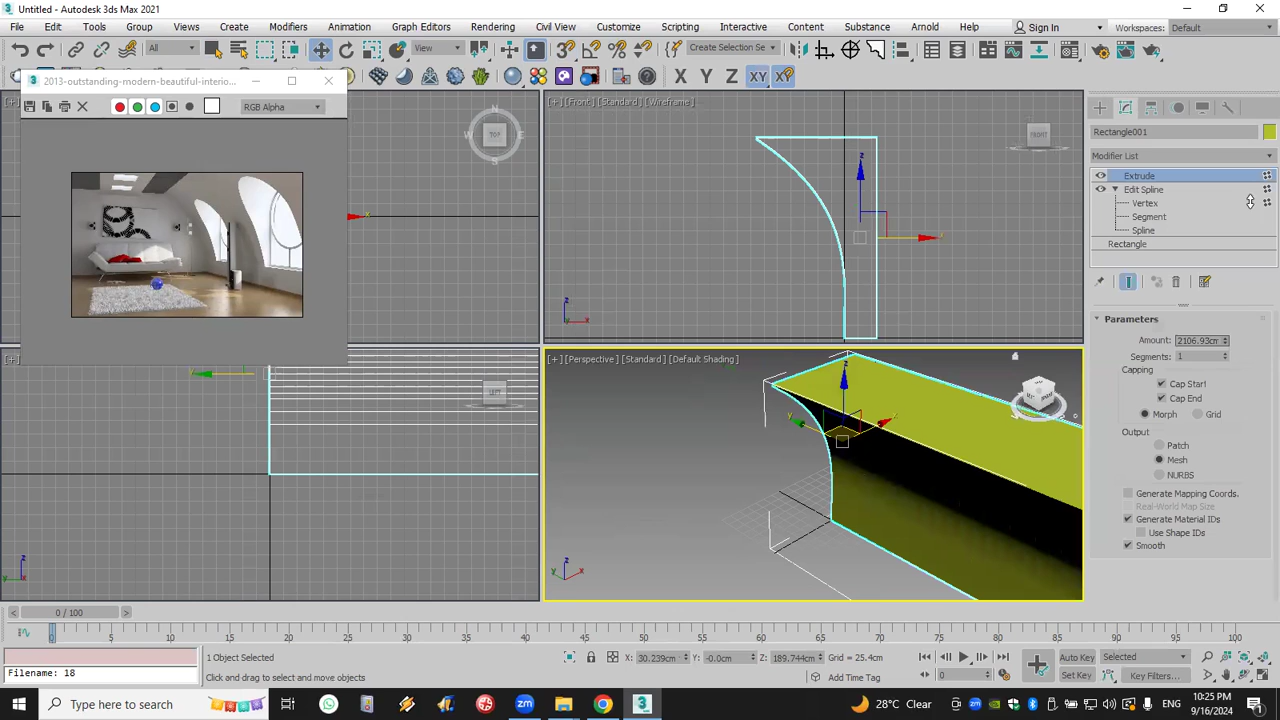 Untitled - Autodesk 3ds Max 2021
File Edit Tools Group Views Create Modifiers Animation Graph Editors Rendering Civil View Customize Scripting Interactive Content Substance Arnold Help Sign In Workspaces: Default
All View Create Selection Se
2013-outstanding-modern-beautiful-interio...
X Y Z XY XY
RGB Alpha
[+] [Front] [Standard] [Wireframe]
N
W TOP E
S
FRONT
Rectangle001
Modifier List
Extrude
Edit Spline
Vertex
Segment
Spline
Rectangle
[+] [Perspective] [Standard] [Default Shading]
LEFT
Parameters
Amount: 2106.93cm
Segments: 1
Capping
Cap Start
Cap End
Morph Grid
Output
Patch
Mesh
NURBS
Generate Mapping Coords.
Real-World Map Size
Generate Material IDs
Use Shape IDs
Smooth
0 / 100
0 5 10 15 20 25 30 35 40 45 50 55 60 65 70 75 80 85 90 95 100
1 Object Selected
X: 30.239cm Y: -0.0cm Z: 189.744cm Grid = 25.4cm
Auto Key Selected
Filename: 18
Click and drag to select and move objects
Add Time Tag
0
Set Key Key Filters...
Type here to search
zm
3
28°C Clear
ENG
10:25 PM
9/16/2024